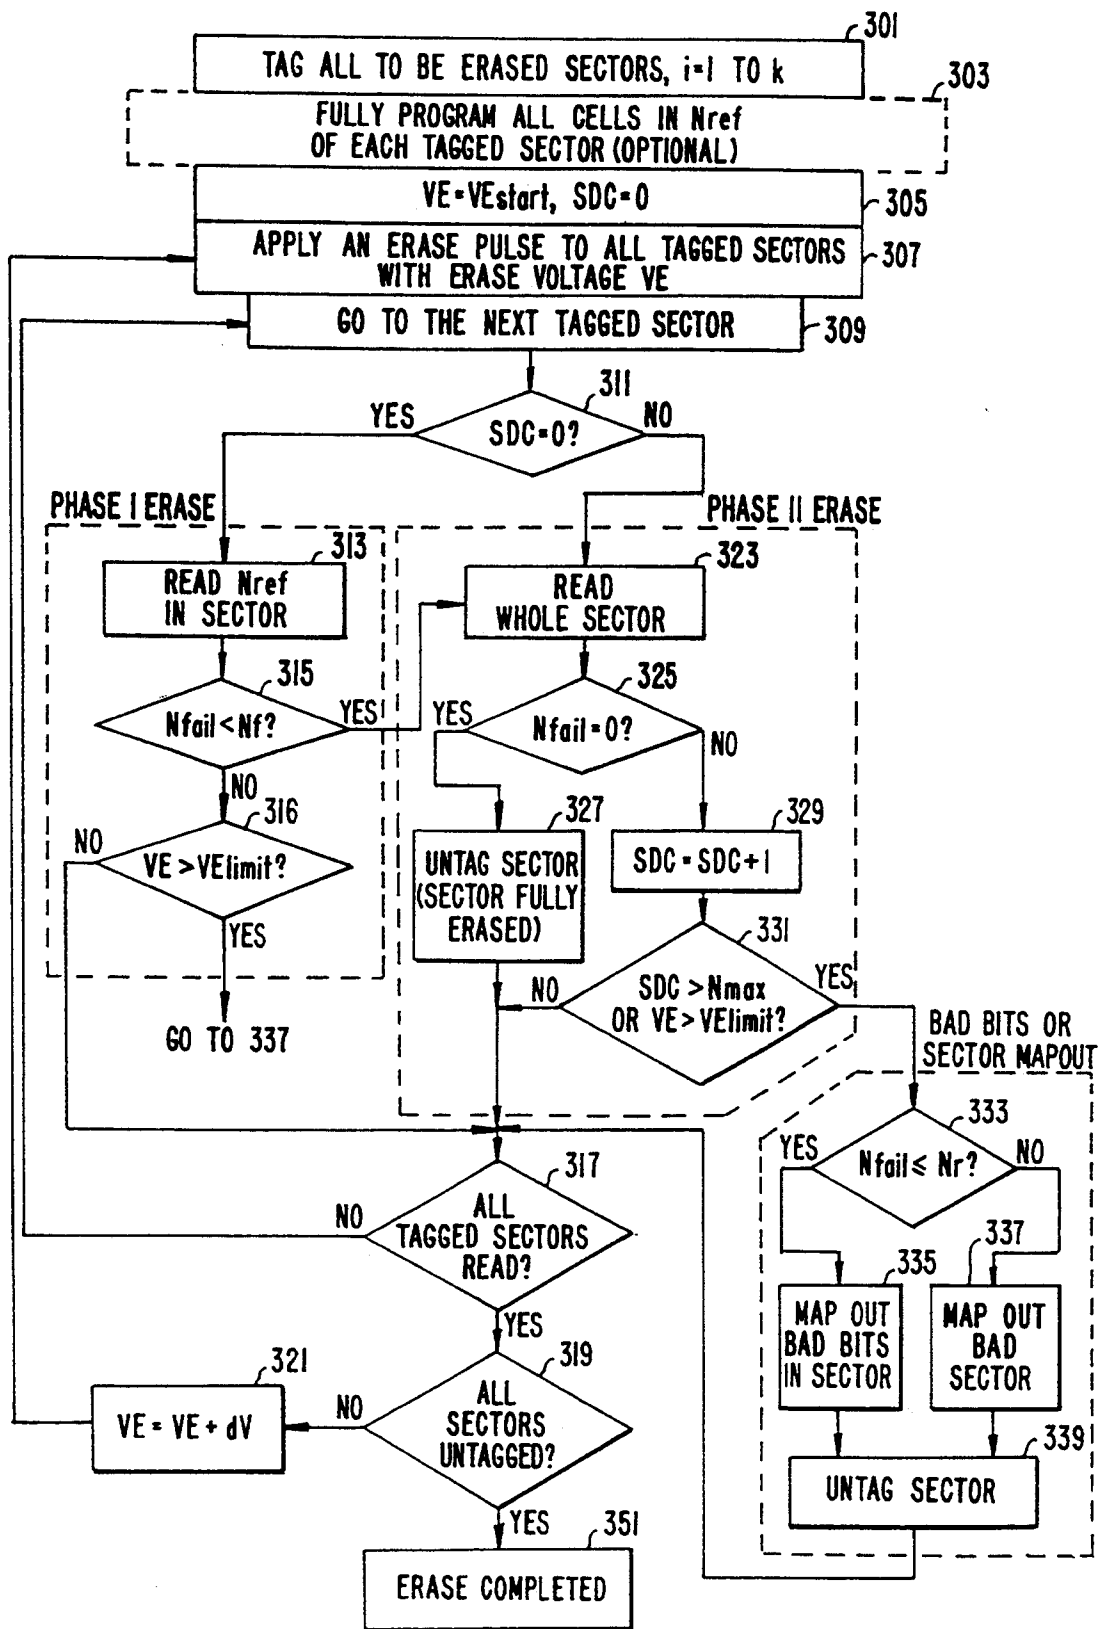 301
TAG ALL TO BE ERASED SECTORS, i=1 TO k
303
FULLY PROGRAM ALL CELLS IN Nref
OF EACH TAGGED SECTOR (OPTIONAL)
VE=VEstart, SDC=0
305
APPLY AN ERASE PULSE TO ALL TAGGED SECTORS
WITH ERASE VOLTAGE VE
307
GO TO THE NEXT TAGGED SECTOR
309
311
YES
SDC=0?
NO
PHASE I ERASE
PHASE II ERASE
313
READ Nref
IN SECTOR
323
READ
WHOLE SECTOR
315
Nfail<Nf?
YES
325
YES
Nfail=0?
NO
NO
316
NO
VE >VElimit?
YES
GO TO 337
327
UNTAG SECTOR
(SECTOR FULLY
ERASED)
329
SDC = SDC+1
331
NO
SDC >Nmax
OR VE >VElimit?
YES
BAD BITS OR
SECTOR MAPOUT
333
YES
Nfail≤ Nr?
NO
317
NO
ALL
TAGGED SECTORS
READ?
YES
335
MAP OUT
BAD BITS
IN SECTOR
337
MAP OUT
BAD
SECTOR
319
NO
ALL
SECTORS
UNTAGGED?
YES
321
VE = VE + dV
339
UNTAG SECTOR
351
ERASE COMPLETED